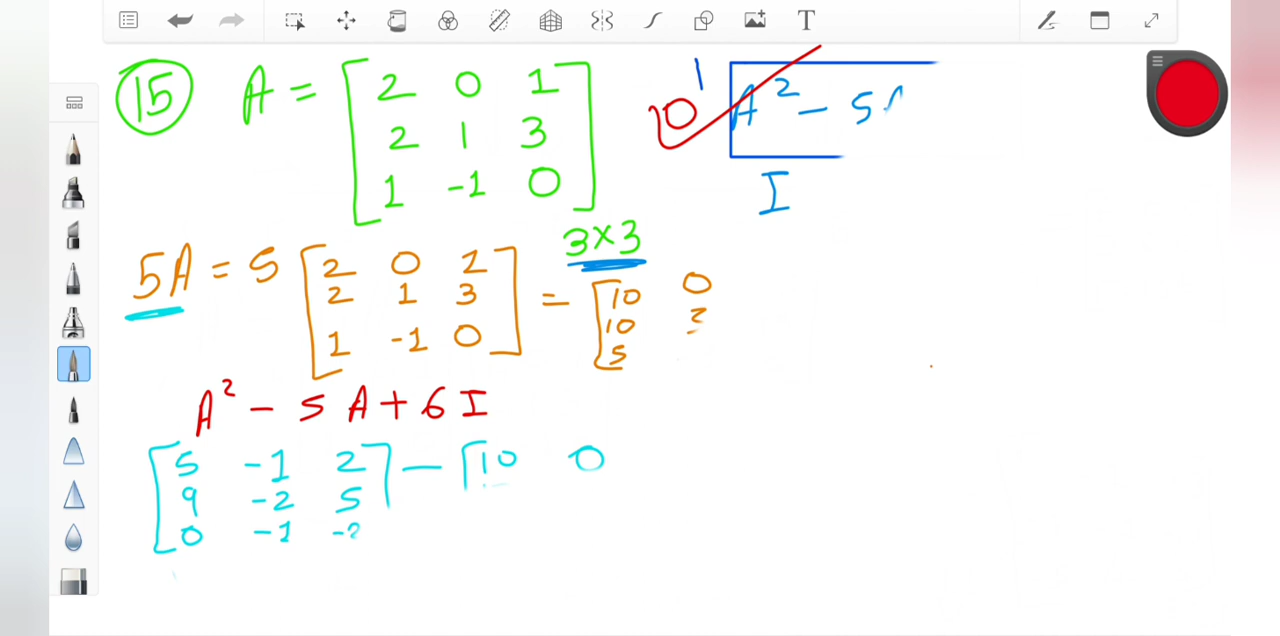 15 A = [ 2 0 1
2 1 3
1 -1 0 ]
A² - 5
I
3×3
5A = 5 [ 2 0 1
2 1 3
1 -1 0 ] = [ 10 0
10
5
A² - 5 A + 6 I
[ 5 -1 2
9 -2 5
0 -1 -2 ] - [ 10 0
T